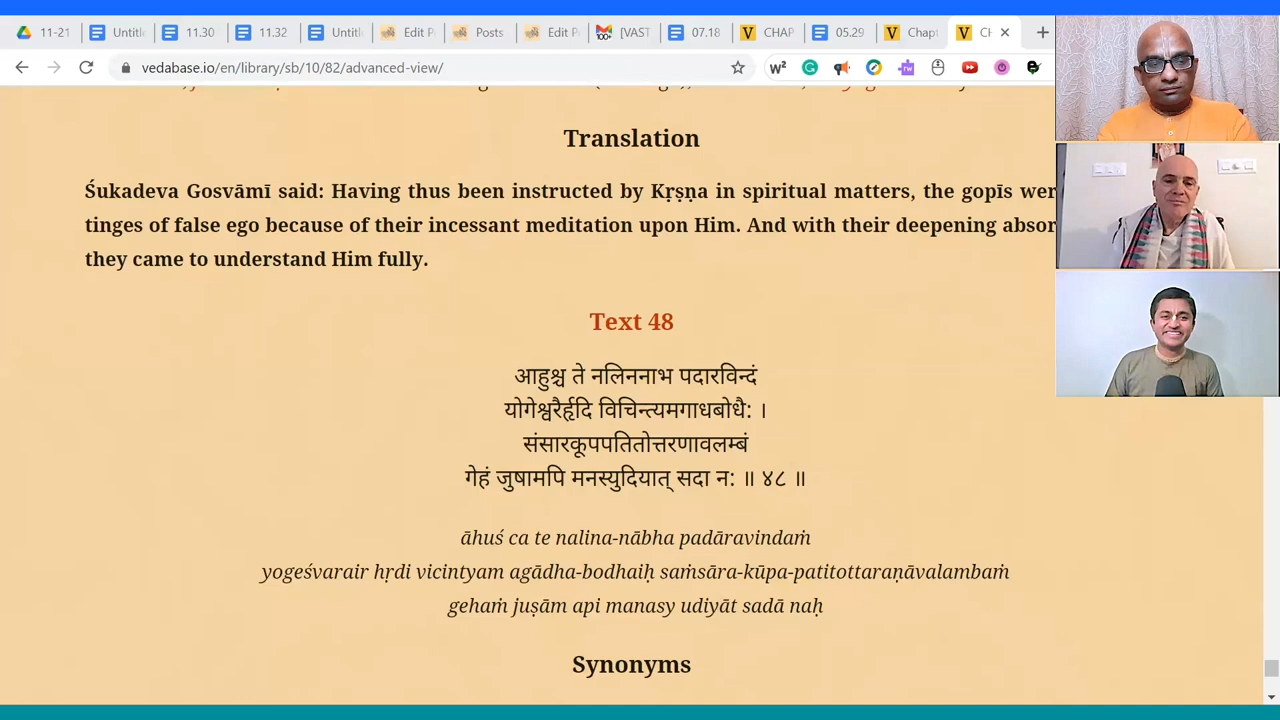 11-21
Untitl
11.30
11.32
Untitl
Edit P
Posts
Edit P
[VAST
07.18
CHAP
05.29
Chapt
CH
vedabase.io/en/library/sb/10/82/advanced-view/
Translation
Śukadeva Gosvāmī said: Having thus been instructed by Kṛṣṇa in spiritual matters, the gopīs wer
tinges of false ego because of their incessant meditation upon Him. And with their deepening absor
they came to understand Him fully.
Text 48
आहुश्च ते नलिननाभ पदारविन्दं
योगेश्वरैर्हृदि विचिन्त्यमगाधबोधै: ।
संसारकूपपतितोत्तरणावलम्बं
गेहं जुषामपि मनस्युदियात् सदा न: ॥ ४८ ॥
āhuś ca te nalina-nābha padāravindaṁ
yogeśvarair hṛdi vicintyam agādha-bodhaiḥ saṁsāra-kūpa-patitottaraṇāvalambaṁ
gehaṁ juṣām api manasy udiyāt sadā naḥ
Synonyms